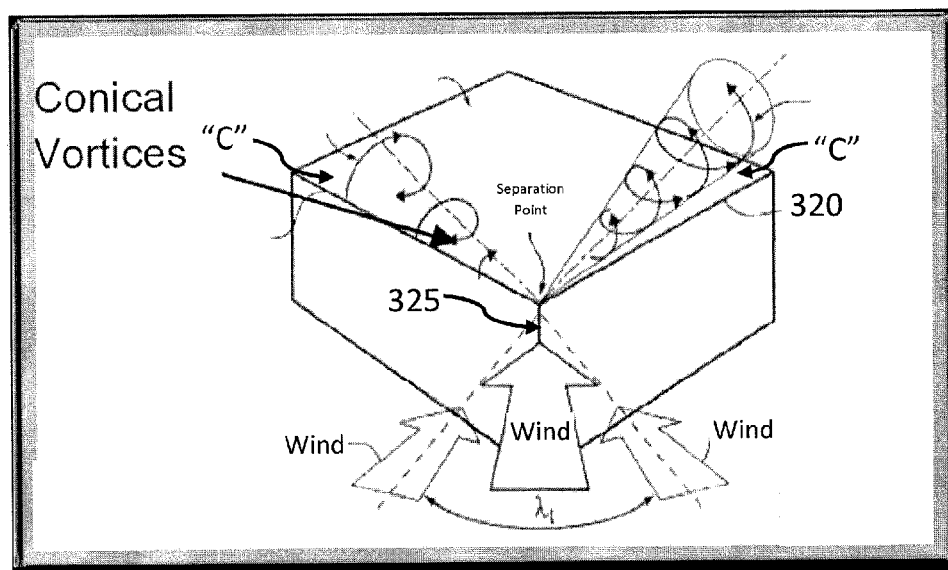 Conical
Vortices
“C”
Separation
Point
“C”
320
325
Wind
Wind
Wind
λ₁